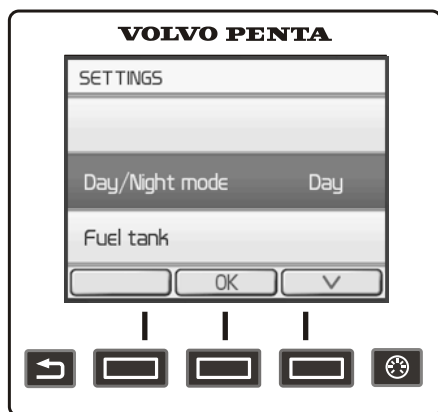 VOLVO PENTA
SETTINGS
Day/Night mode Day
Fuel tank
OK